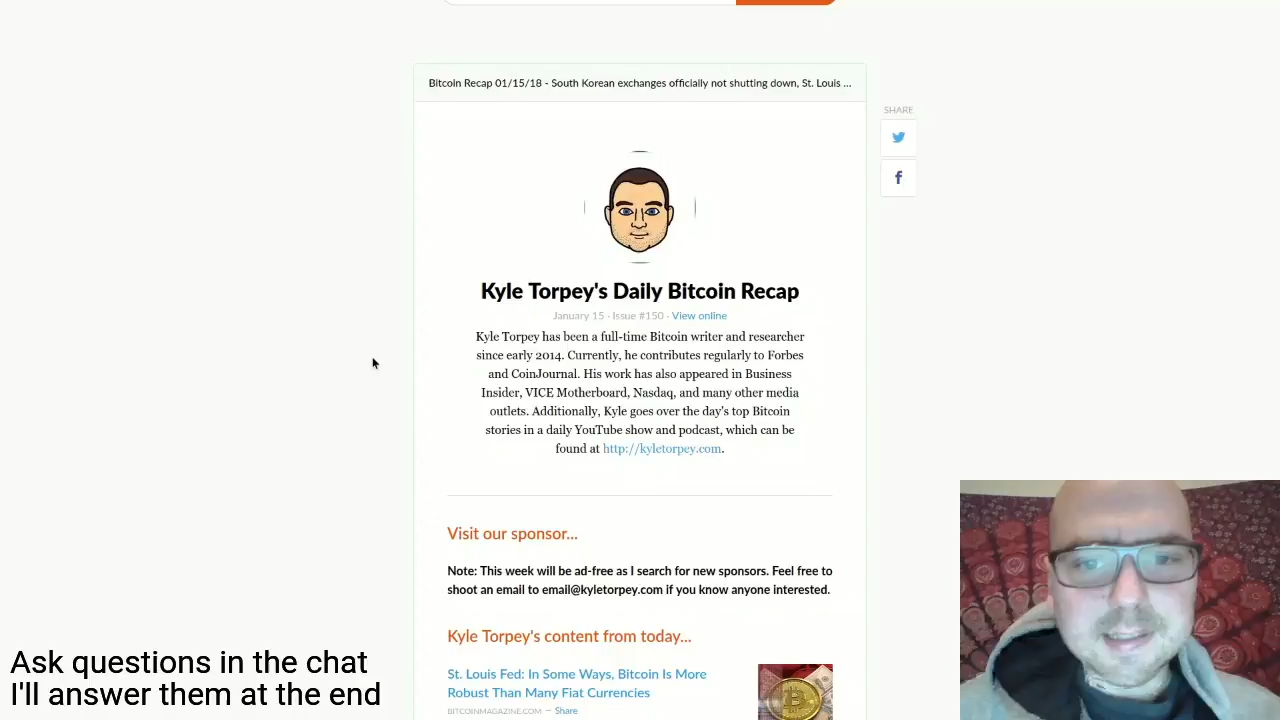 Bitcoin Recap 01/15/18 - South Korean exchanges officially not shutting down, St. Louis ...
SHARE
Kyle Torpey's Daily Bitcoin Recap
January 15 · Issue #150 · View online
Kyle Torpey has been a full-time Bitcoin writer and researcher
since early 2014. Currently, he contributes regularly to Forbes
and CoinJournal. His work has also appeared in Business
Insider, VICE Motherboard, Nasdaq, and many other media
outlets. Additionally, Kyle goes over the day's top Bitcoin
stories in a daily YouTube show and podcast, which can be
found at http://kyletorpey.com.
Visit our sponsor...
Note: This week will be ad-free as I search for new sponsors. Feel free to
shoot an email to email@kyletorpey.com if you know anyone interested.
Kyle Torpey's content from today...
St. Louis Fed: In Some Ways, Bitcoin Is More
Robust Than Many Fiat Currencies
BITCOINMAGAZINE.COM – Share
Ask questions in the chat
I'll answer them at the end